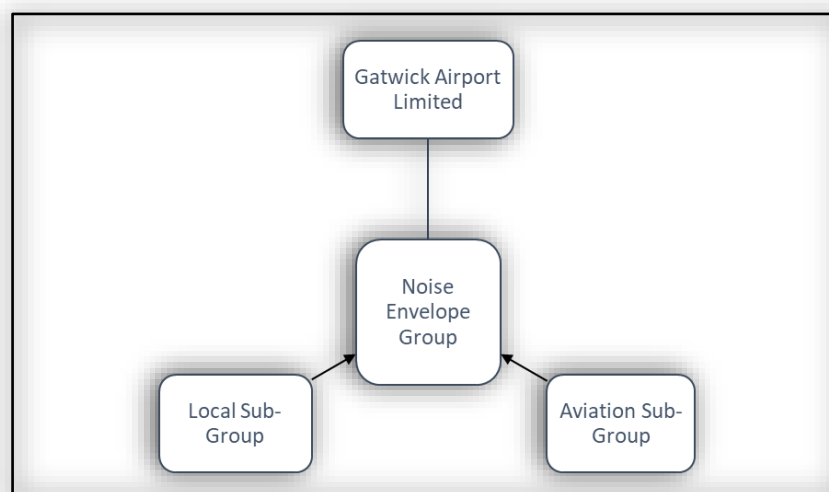 Gatwick Airport
Limited
Noise
Envelope
Group
Local Sub-
Group
Aviation Sub-
Group